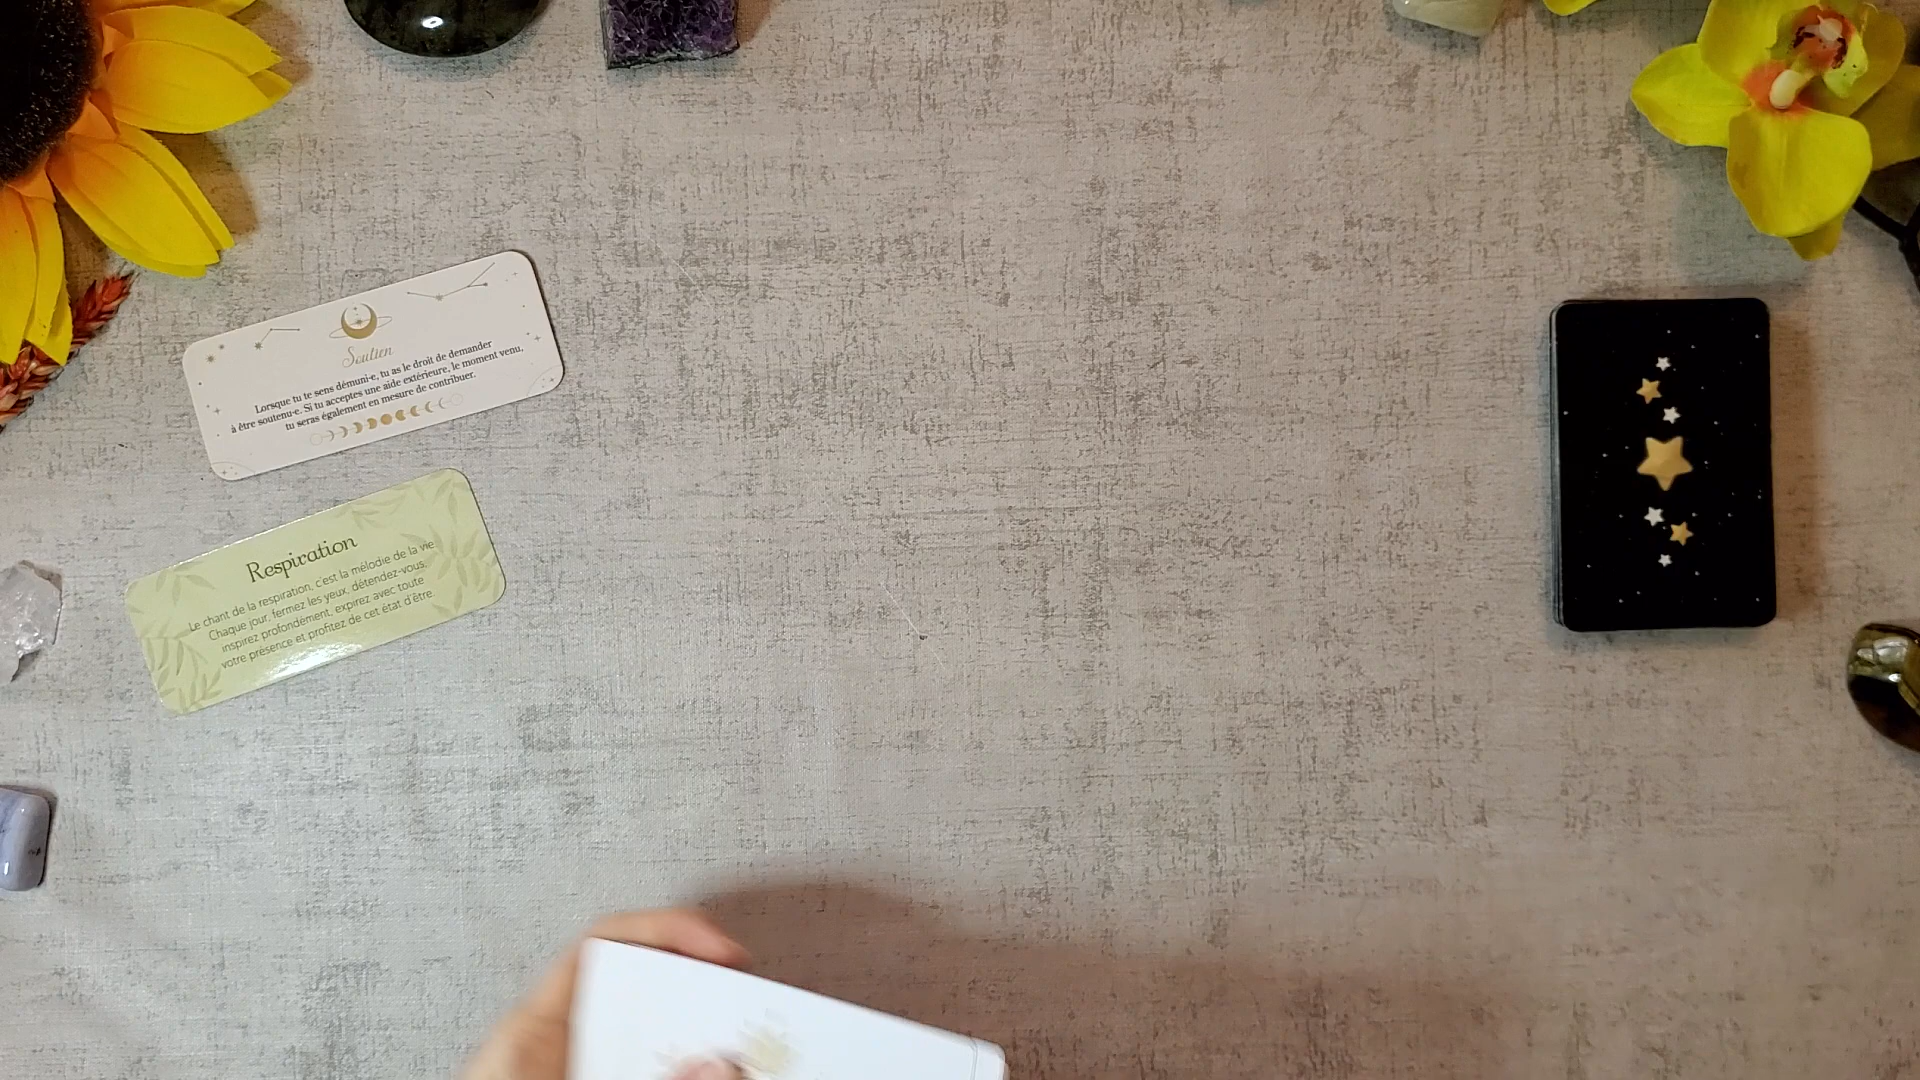 Soutien
Lorsque tu te sens démuni·e, tu as le droit de demander
à être soutenu·e. Si tu acceptes une aide extérieure, le moment venu,
tu seras également en mesure de contribuer.
Respiration
Le chant de la respiration, c'est la mélodie de la vie.
Chaque jour, fermez les yeux, détendez-vous,
inspirez profondément, expirez avec toute
votre présence et profitez de cet état d'être.